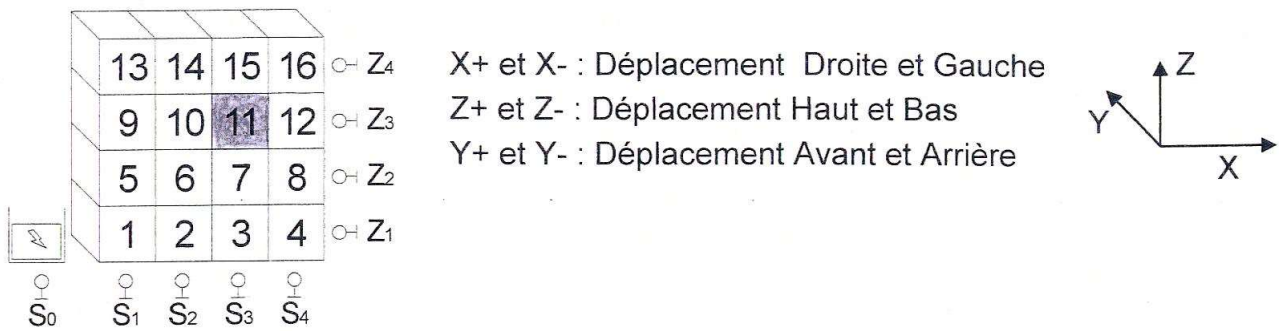 13 14 15 16 Z4
9 10 11 12 Z3
5 6 7 8 Z2
1 2 3 4 Z1
S0 S1 S2 S3 S4
X+ et X- : Déplacement Droite et Gauche
Z+ et Z- : Déplacement Haut et Bas
Y+ et Y- : Déplacement Avant et Arrière
Z
Y
X